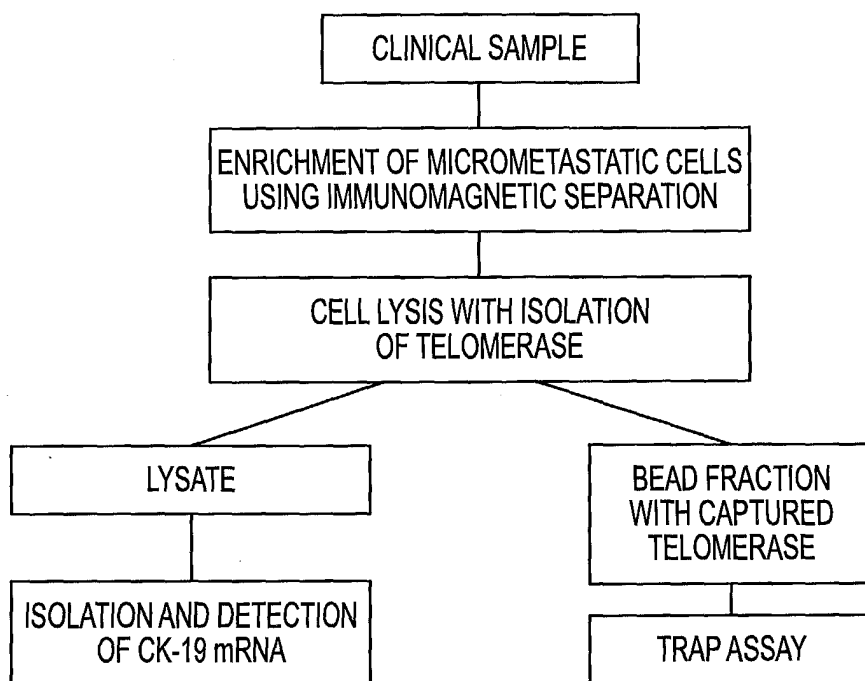 CLINICAL SAMPLE
ENRICHMENT OF MICROMETASTATIC CELLS
USING IMMUNOMAGNETIC SEPARATION
CELL LYSIS WITH ISOLATION
OF TELOMERASE
LYSATE
ISOLATION AND DETECTION
OF CK-19 mRNA
BEAD FRACTION
WITH CAPTURED
TELOMERASE
TRAP ASSAY